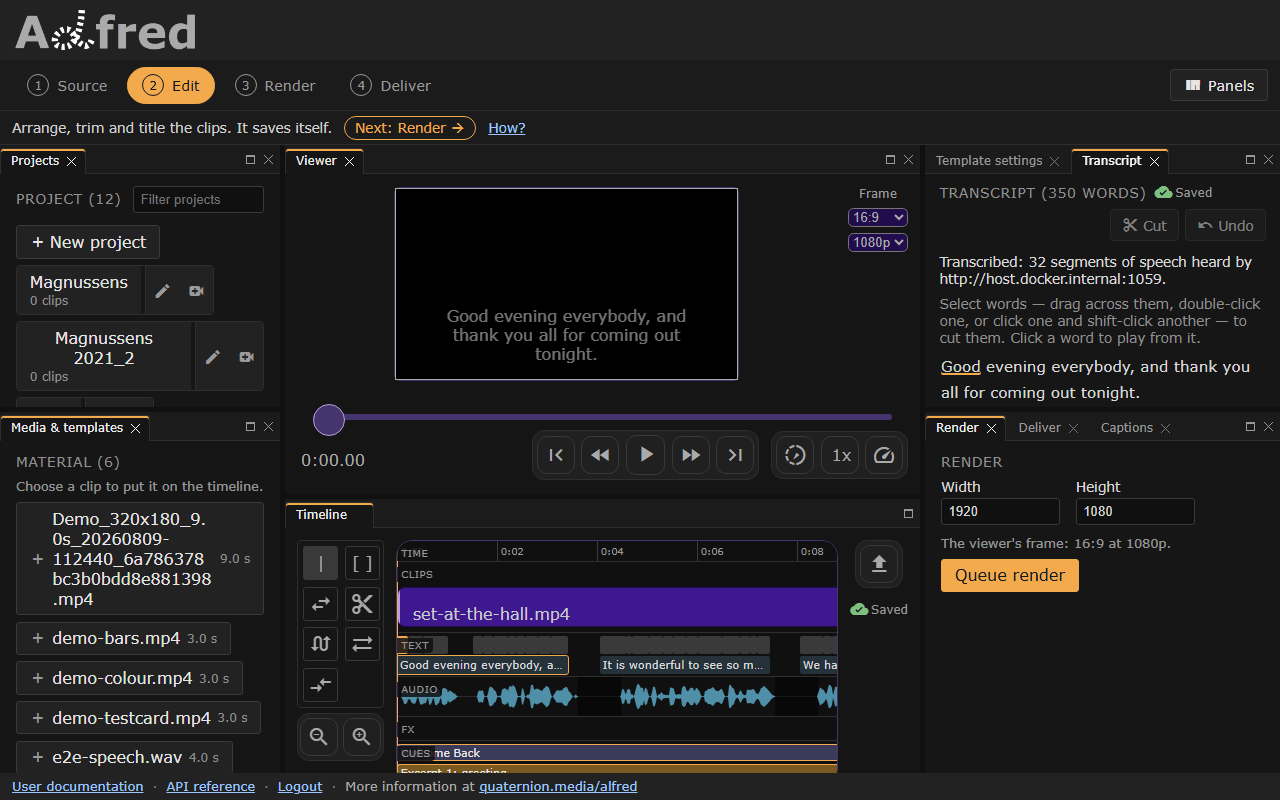 Adfred
1 Source
2 Edit
3 Render
4 Deliver
Panels
Arrange, trim and title the clips. It saves itself.
Next: Render →
How?
Projects
PROJECT (12)
Filter projects
+ New project
Magnussens
0 clips
Magnussens
2021_2
0 clips
Media & templates
MATERIAL (6)
Choose a clip to put it on the timeline.
+ Demo_320x180_9.
0s_20260809-
112440_6a786378
bc3b0bdd8e881398
.mp4
9.0 s
+ demo-bars.mp4 3.0 s
+ demo-colour.mp4 3.0 s
+ demo-testcard.mp4 3.0 s
+ e2e-speech.wav 4.0 s
Viewer
Frame
16:9
1080p
Good evening everybody, and
thank you all for coming out
tonight.
0:00.00
1x
Timeline
TIME 0:02 0:04 0:06 0:08
CLIPS
set-at-the-hall.mp4
TEXT
Good evening everybody, a... It is wonderful to see so m... We ha
AUDIO
FX
CUES me Back
Excerpt 1: greeting
Saved
Template settings
Transcript
TRANSCRIPT (350 WORDS) Saved
Cut
Undo
Transcribed: 32 segments of speech heard by
http://host.docker.internal:1059.
Select words — drag across them, double-click
one, or click one and shift-click another — to
cut them. Click a word to play from it.
Good evening everybody, and thank you
all for coming out tonight.
Render
Deliver
Captions
RENDER
Width Height
1920 1080
The viewer's frame: 16:9 at 1080p.
Queue render
User documentation · API reference · Logout · More information at quaternion.media/alfred